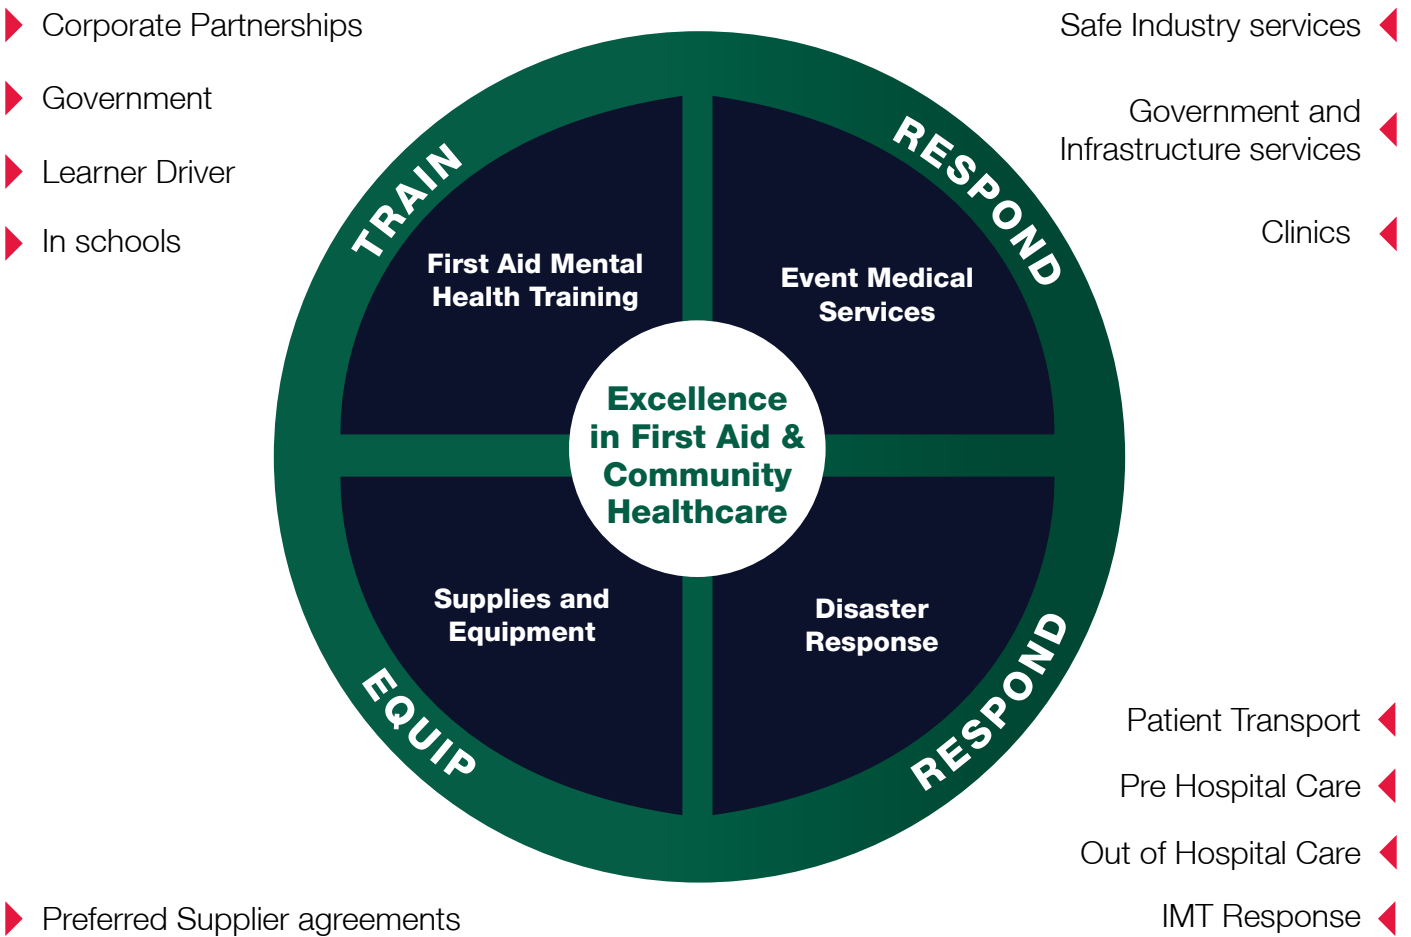 Corporate Partnerships
Government
Learner Driver
In schools
TRAIN
First Aid Mental
Health Training
RESPOND
Event Medical
Services
Safe Industry services
Government and
Infrastructure services
Clinics
Excellence
in First Aid &
Community
Healthcare
EQUIP
Supplies and
Equipment
Preferred Supplier agreements
RESPOND
Disaster
Response
Patient Transport
Pre Hospital Care
Out of Hospital Care
IMT Response